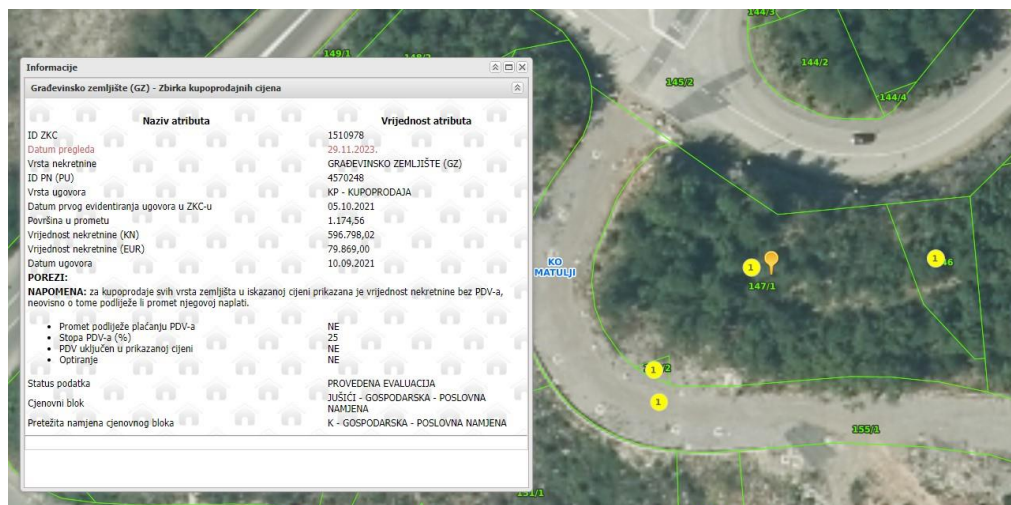 Informacije
Građevinsko zemljište (GZ) - Zbirka kupoprodajnih cijena
Naziv atributa Vrijednost atributa
ID ZKC 1510978
Datum pregleda 29.11.2023.
Vrsta nekretnine GRAĐEVINSKO ZEMLJIŠTE (GZ)
ID PN (PU) 4570248
Vrsta ugovora KP - KUPOPRODAJA
Datum prvog evidentiranja ugovora u ZKC-u 05.10.2021
Površina u prometu 1.174,56
Vrijednost nekretnine (KN) 596.798,02
Vrijednost nekretnine (EUR) 79.869,00
Datum ugovora 10.09.2021
POREZI:
NAPOMENA: za kupoprodaje svih vrsta zemljišta u iskazanoj cijeni prikazana je vrijednost nekretnine bez PDV-a,
neovisno o tome podliježe li promet njegovoj naplati.
• Promet podliježe plaćanju PDV-a NE
• Stopa PDV-a (%) 25
• PDV uključen u prikazanoj cijeni NE
• Optiranje NE
Status podatka PROVEDENA EVALUACIJA
Cjenovni blok JUŠIĆI - GOSPODARSKA - POSLOVNA
NAMJENA
Pretežita namjena cjenovnog bloka K - GOSPODARSKA - POSLOVNA NAMJENA
144/3
149/1
144/2
145/2
144/4
KO
MATULJI
1
1
147/1
1
1
155/1
151/1